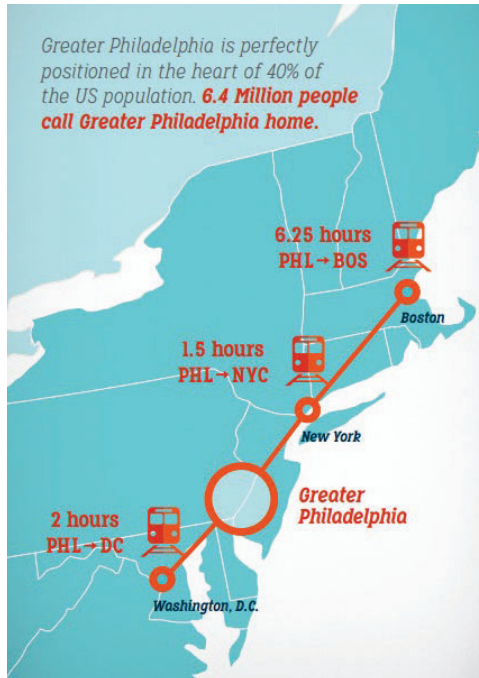 Greater Philadelphia is perfectly
positioned in the heart of 40% of
the US population. 6.4 Million people
call Greater Philadelphia home.
6.25 hours
PHL→BOS
Boston
1.5 hours
PHL→NYC
New York
Greater
Philadelphia
2 hours
PHL→DC
Washington, D.C.